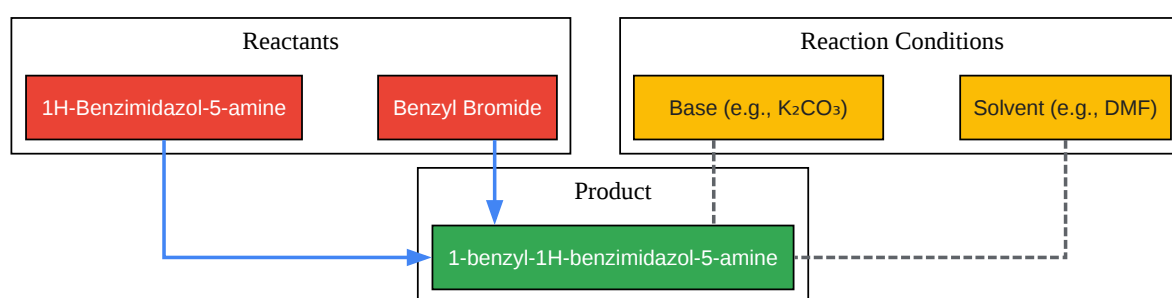 Reactants
Reaction Conditions
1H-Benzimidazol-5-amine
Benzyl Bromide
Base (e.g., K₂CO₃)
Solvent (e.g., DMF)
Product
1-benzyl-1H-benzimidazol-5-amine